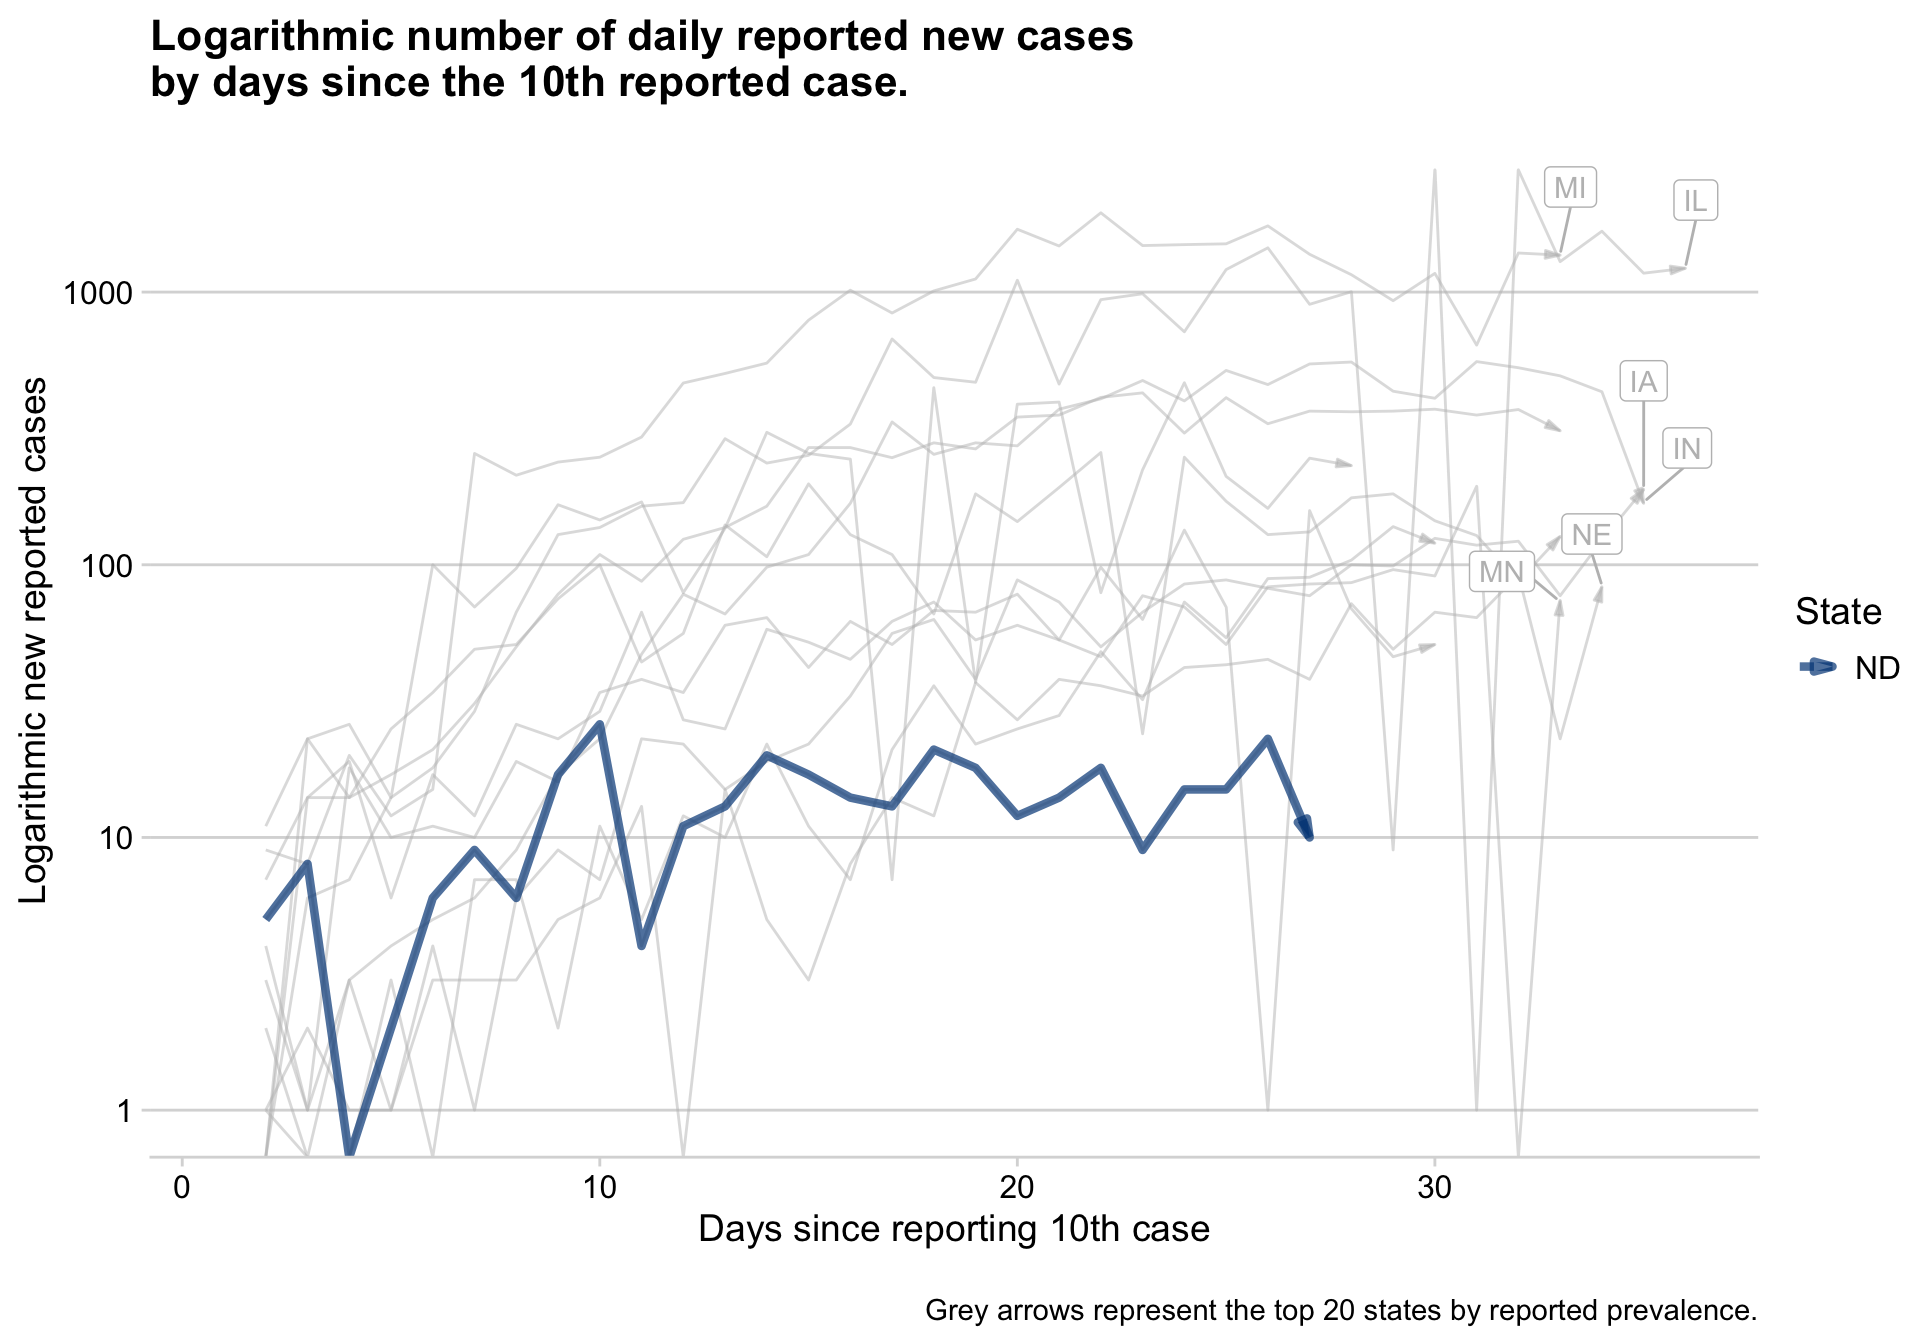 Logarithmic number of daily reported new cases
by days since the 10th reported case.
Logarithmic new reported cases
1000
100
10
1
MI
IL
IA
IN
NE
MN
State
ND
0
10
20
30
Days since reporting 10th case
Grey arrows represent the top 20 states by reported prevalence.